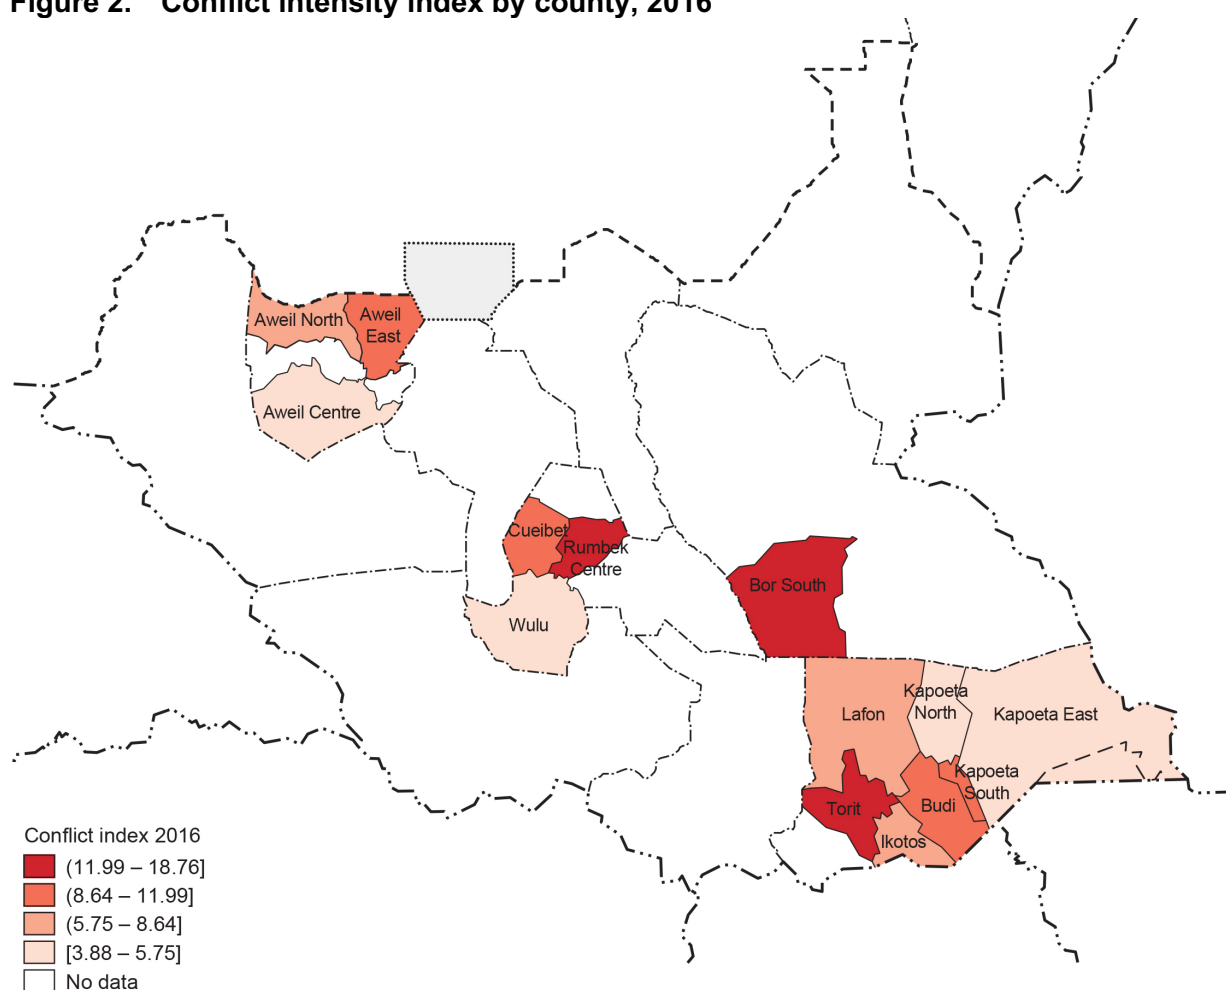 Figure 2. Conflict intensity index by county, 2016
Aweil North
Aweil
East
Aweil Centre
Cueibet
Rumbek
Centre
Wulu
Bor South
Lafon
Kapoeta
North
Kapoeta East
Kapoeta
South
Torit
Budi
Ikotos
Conflict index 2016
(11.99 – 18.76]
(8.64 – 11.99]
(5.75 – 8.64]
[3.88 – 5.75]
No data